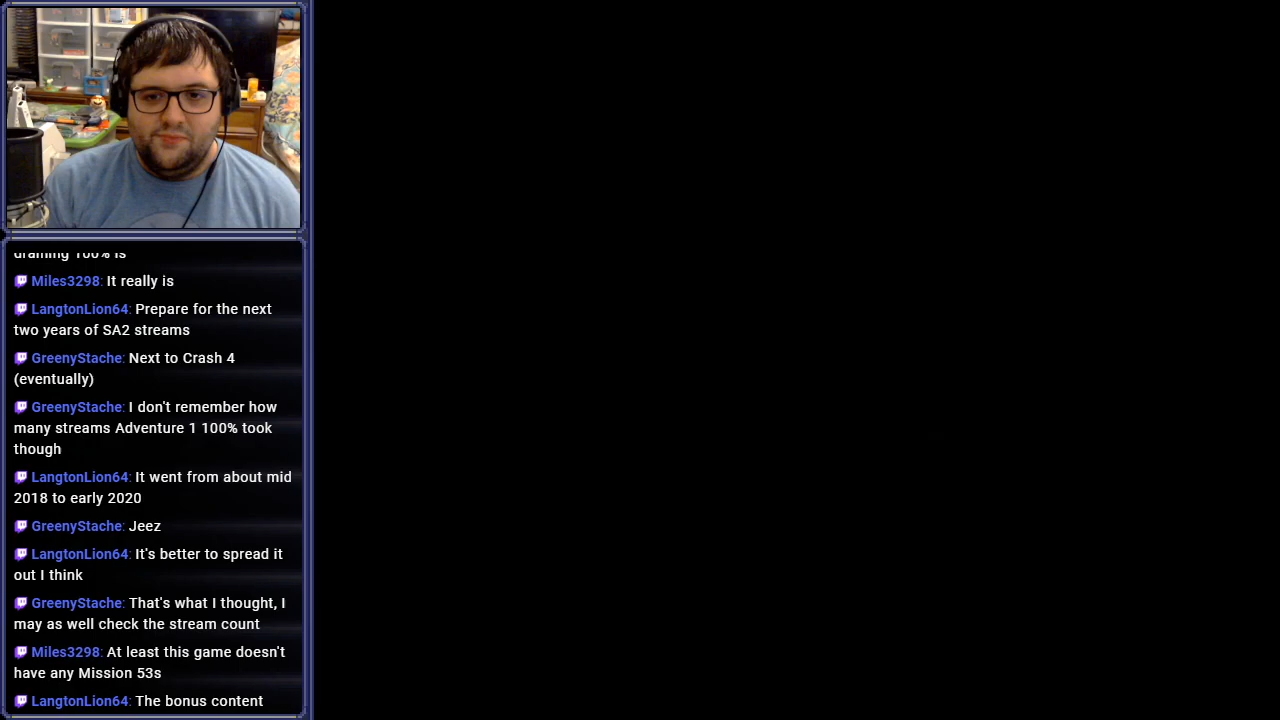 draining 100% is
Miles3298: It really is
LangtonLion64: Prepare for the next
two years of SA2 streams
GreenyStache: Next to Crash 4
(eventually)
GreenyStache: I don't remember how
many streams Adventure 1 100% took
though
LangtonLion64: It went from about mid
2018 to early 2020
GreenyStache: Jeez
LangtonLion64: It's better to spread it
out I think
GreenyStache: That's what I thought, I
may as well check the stream count
Miles3298: At least this game doesn't
have any Mission 53s
LangtonLion64: The bonus content